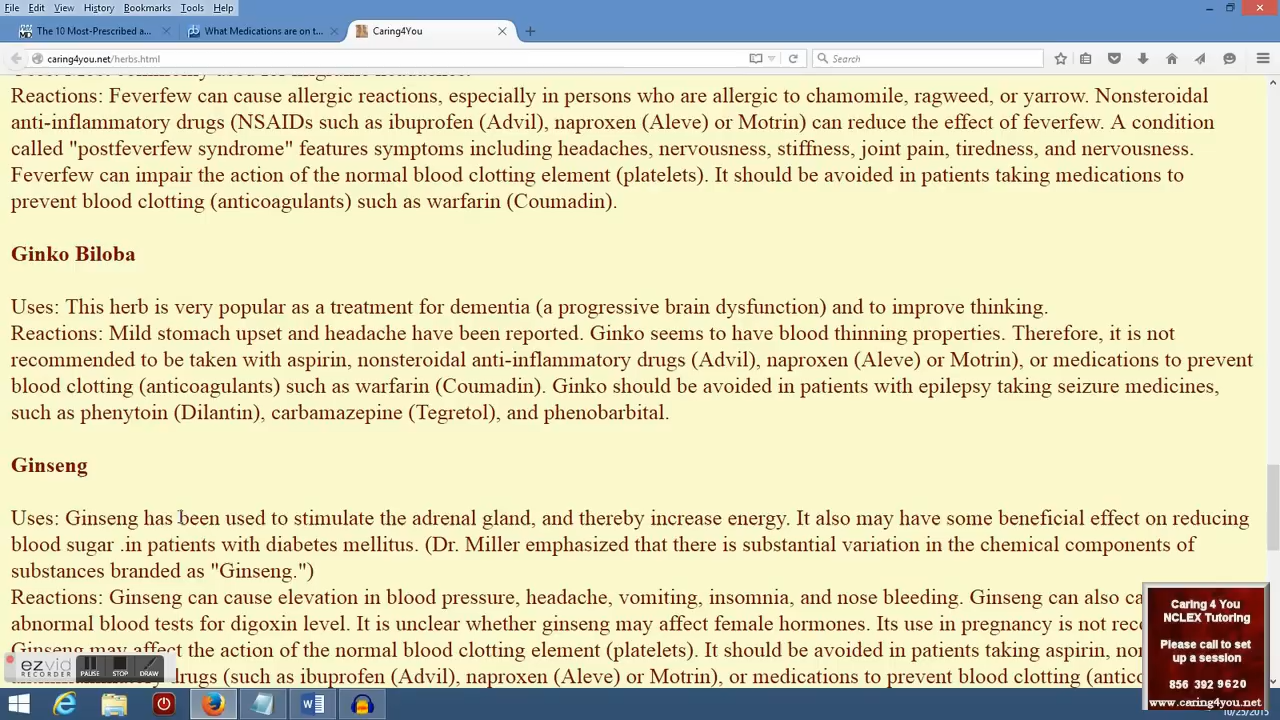 File Edit View History Bookmarks Tools Help
The 10 Most-Prescribed a... What Medications are on t... Caring4You
caring4you.net/herbs.html Search
Reactions: Feverfew can cause allergic reactions, especially in persons who are allergic to chamomile, ragweed, or yarrow. Nonsteroidal
anti-inflammatory drugs (NSAIDs such as ibuprofen (Advil), naproxen (Aleve) or Motrin) can reduce the effect of feverfew. A condition
called "postfeverfew syndrome" features symptoms including headaches, nervousness, stiffness, joint pain, tiredness, and nervousness.
Feverfew can impair the action of the normal blood clotting element (platelets). It should be avoided in patients taking medications to
prevent blood clotting (anticoagulants) such as warfarin (Coumadin).
Ginko Biloba
Uses: This herb is very popular as a treatment for dementia (a progressive brain dysfunction) and to improve thinking.
Reactions: Mild stomach upset and headache have been reported. Ginko seems to have blood thinning properties. Therefore, it is not
recommended to be taken with aspirin, nonsteroidal anti-inflammatory drugs (Advil), naproxen (Aleve) or Motrin), or medications to prevent
blood clotting (anticoagulants) such as warfarin (Coumadin). Ginko should be avoided in patients with epilepsy taking seizure medicines,
such as phenytoin (Dilantin), carbamazepine (Tegretol), and phenobarbital.
Ginseng
Uses: Ginseng has been used to stimulate the adrenal gland, and thereby increase energy. It also may have some beneficial effect on reducing
blood sugar .in patients with diabetes mellitus. (Dr. Miller emphasized that there is substantial variation in the chemical components of
substances branded as "Ginseng.")
Reactions: Ginseng can cause elevation in blood pressure, headache, vomiting, insomnia, and nose bleeding. Ginseng can also
abnormal blood tests for digoxin level. It is unclear whether ginseng may affect female hormones. Its use in pregnancy is not
Ginseng may affect the action of the normal blood clotting element (platelets). It should be avoided in patients taking aspirin,
drugs (such as ibuprofen (Advil), naproxen (Aleve) or Motrin), or medications to prevent blood clotting
ezvid
RECORDER
PAUSE STOP DRAW
Caring 4 You
NCLEX Tutoring
Please call to set
up a session
856 392 9620
www.caring4you.net
10/25/2015